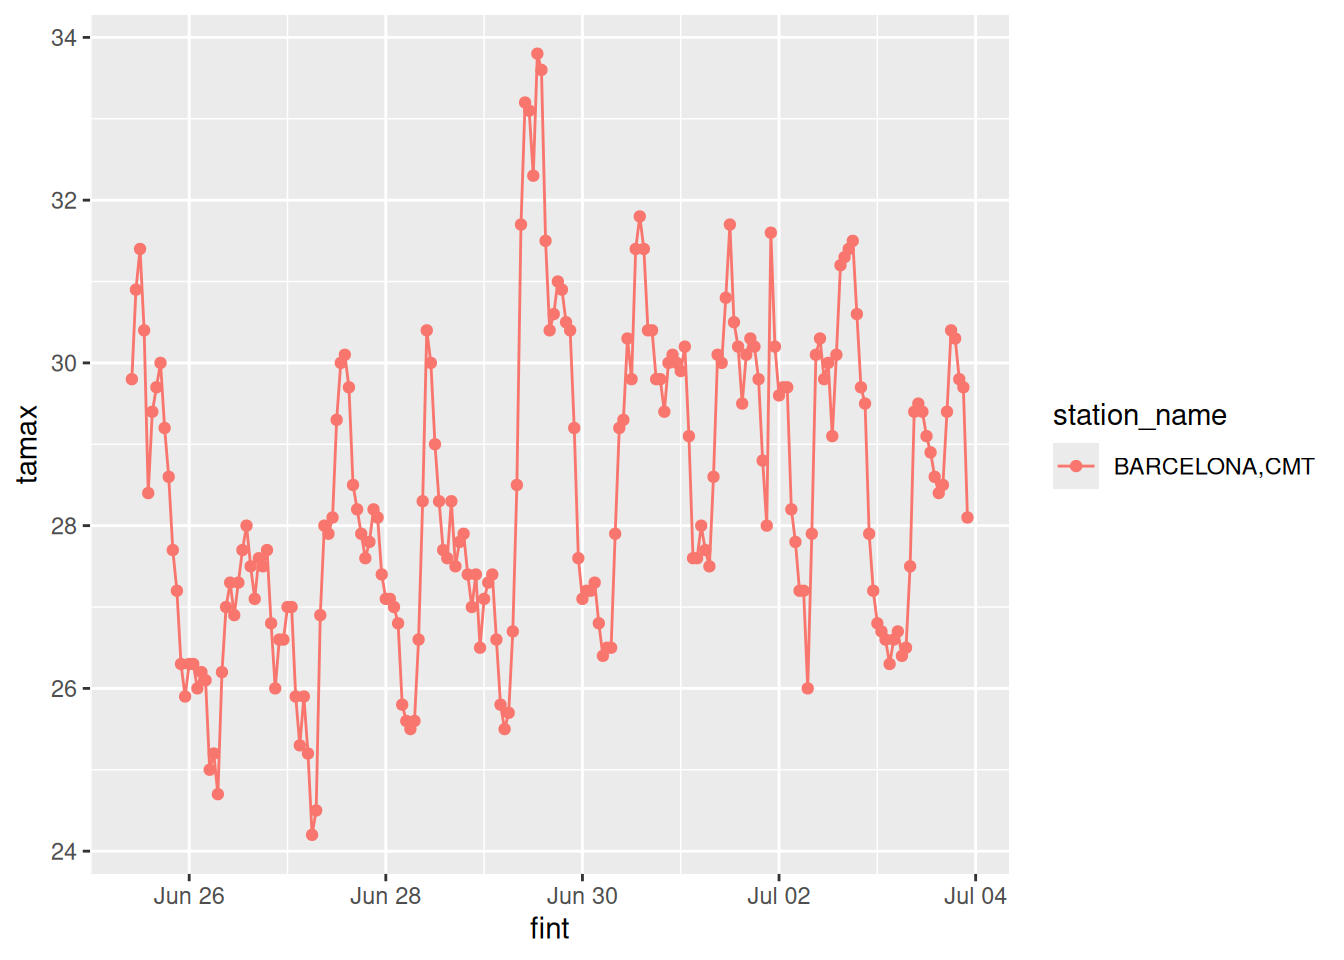 34
32
30
28
26
24
tamax
Jun 26
Jun 28
Jun 30
Jul 02
Jul 04
fint
station_name
BARCELONA,CMT